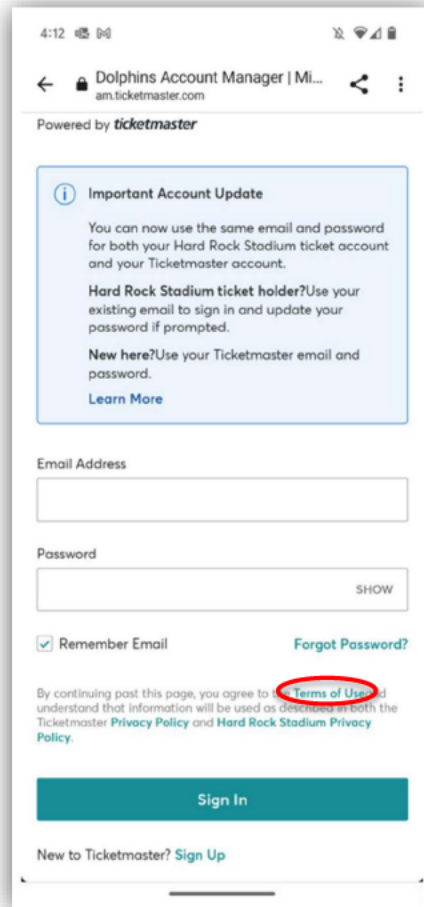 4:12
Dolphins Account Manager | Mi...
am.ticketmaster.com
Powered by ticketmaster
Important Account Update
You can now use the same email and password
for both your Hard Rock Stadium ticket account
and your Ticketmaster account.
Hard Rock Stadium ticket holder?Use your
existing email to sign in and update your
password if prompted.
New here?Use your Ticketmaster email and
password.
Learn More
Email Address
Password
SHOW
Remember Email Forgot Password?
By continuing past this page, you agree to the Terms of Use and
understand that information will be used as described in both the
Ticketmaster Privacy Policy and Hard Rock Stadium Privacy
Policy.
Sign In
New to Ticketmaster? Sign Up